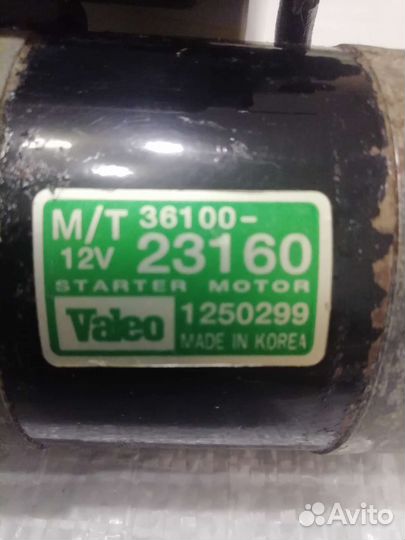 M/T 36100-
12V 23160
STARTER MOTOR
Valeo 1250299
MADE IN KOREA
Avito